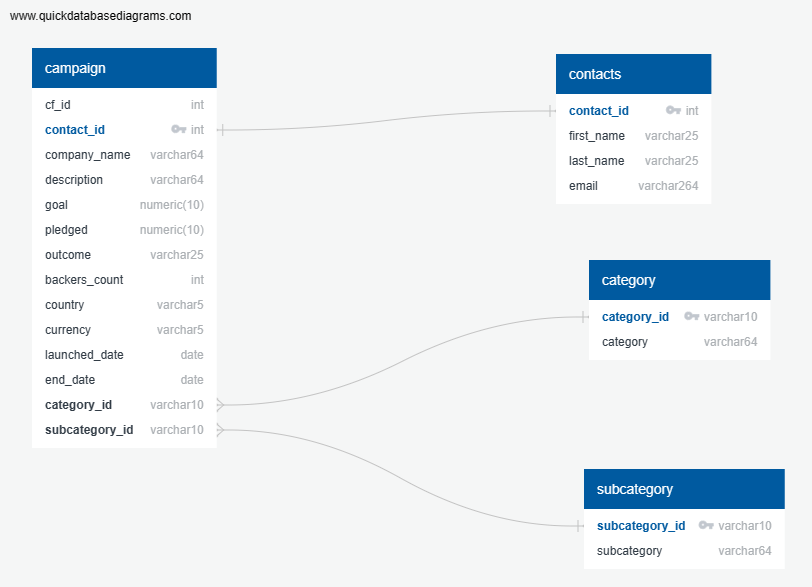 www.quickdatabasediagrams.com
campaign
cf_id int
contact_id int
company_name varchar64
description varchar64
goal numeric(10)
pledged numeric(10)
outcome varchar25
backers_count int
country varchar5
currency varchar5
launched_date date
end_date date
category_id varchar10
subcategory_id varchar10
contacts
contact_id int
first_name varchar25
last_name varchar25
email varchar264
category
category_id varchar10
category varchar64
subcategory
subcategory_id varchar10
subcategory varchar64